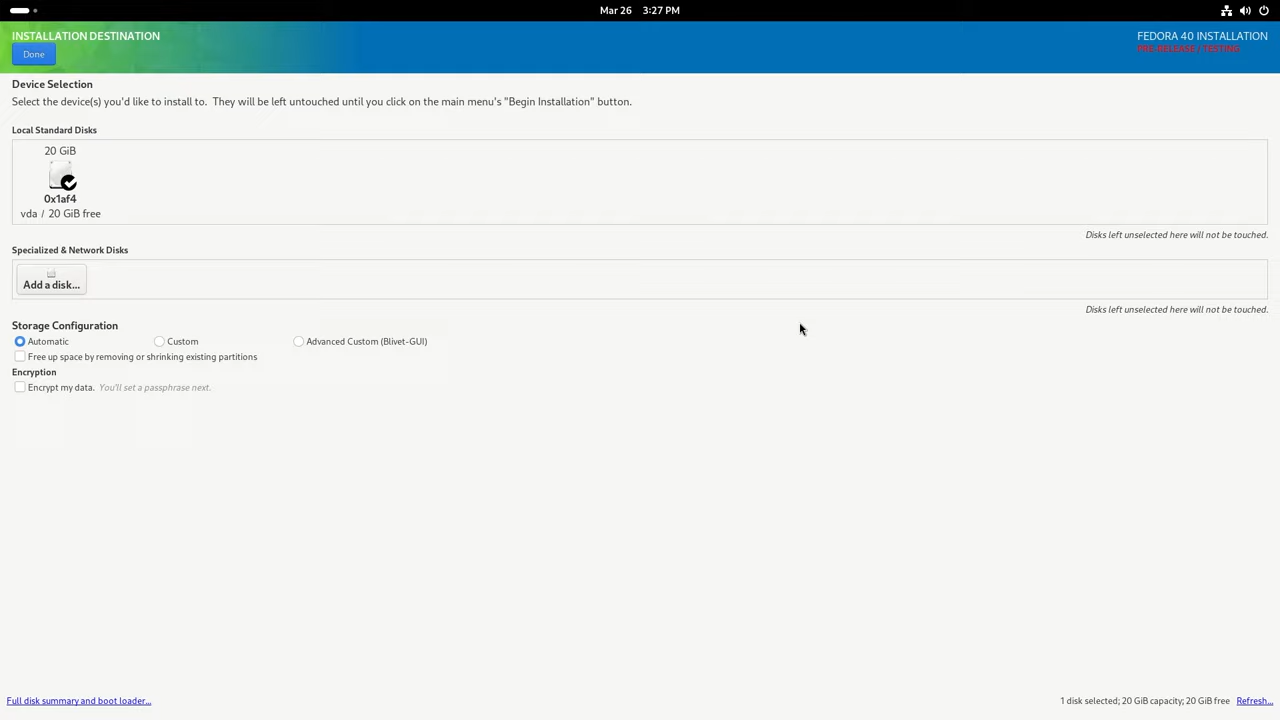 Mar 26 3:27 PM
INSTALLATION DESTINATION
FEDORA 40 INSTALLATION
Done
PRE-RELEASE / TESTING
Device Selection
Select the device(s) you'd like to install to. They will be left untouched until you click on the main menu's "Begin Installation" button.
Local Standard Disks
20 GiB
0x1af4
vda / 20 GiB free
Disks left unselected here will not be touched.
Specialized & Network Disks
Add a disk...
Disks left unselected here will not be touched.
Storage Configuration
Automatic Custom Advanced Custom (Blivet-GUI)
Free up space by removing or shrinking existing partitions
Encryption
Encrypt my data. You'll set a passphrase next.
Full disk summary and boot loader... 1 disk selected; 20 GiB capacity; 20 GiB free Refresh...